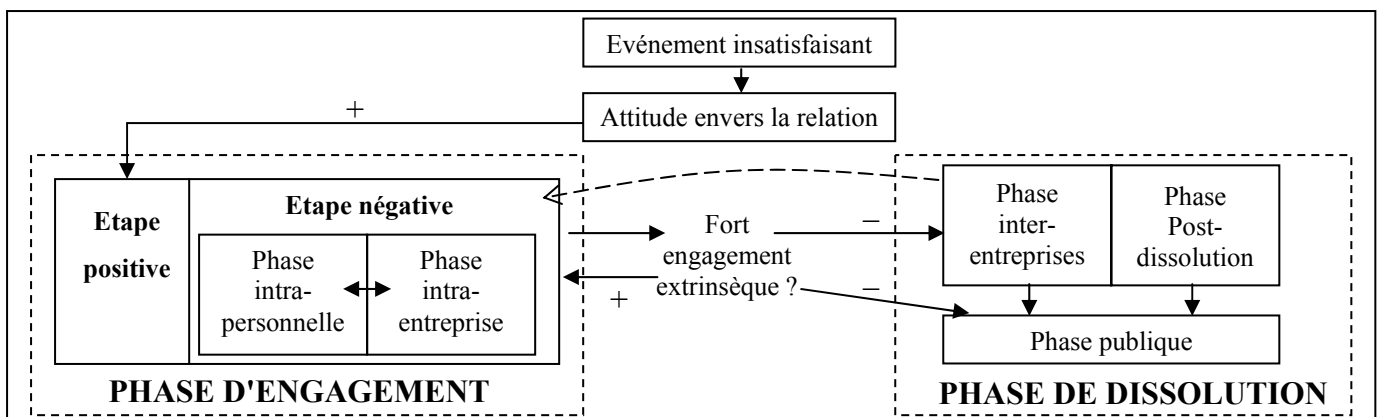 Evénement insatisfaisant
Attitude envers la relation
+
Etape
positive
Etape négative
Phase
intra-
personnelle
Phase
intra-
entreprise
Fort
engagement
extrinsèque ?
–
+
–
Phase
inter-
entreprises
Phase
Post-
dissolution
Phase publique
PHASE D'ENGAGEMENT
PHASE DE DISSOLUTION